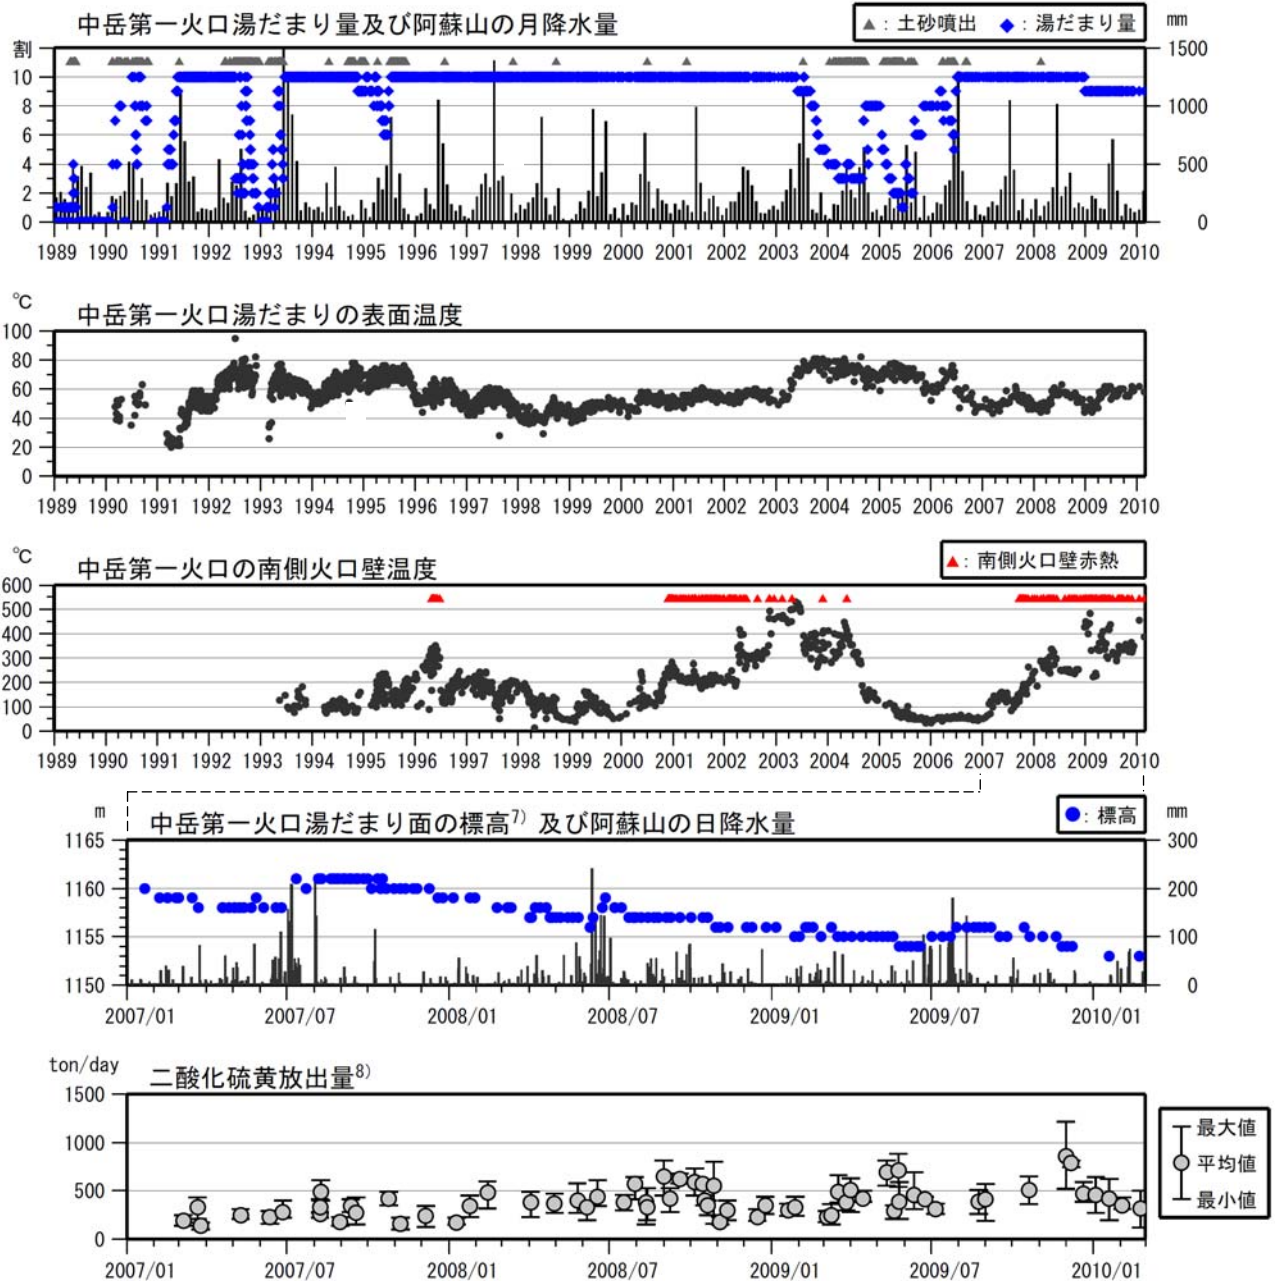 中岳第一火口湯だまり量及び阿蘇山の月降水量
▲：土砂噴出 ◆：湯だまり量
割
mm
10
8
6
4
2
0
1500
1000
500
0
1989 1990 1991 1992 1993 1994 1995 1996 1997 1998 1999 2000 2001 2002 2003 2004 2005 2006 2007 2008 2009 2010
℃
中岳第一火口湯だまりの表面温度
100
80
60
40
20
0
1989 1990 1991 1992 1993 1994 1995 1996 1997 1998 1999 2000 2001 2002 2003 2004 2005 2006 2007 2008 2009 2010
℃
中岳第一火口の南側火口壁温度
▲：南側火口壁赤熱
600
500
400
300
200
100
0
1989 1990 1991 1992 1993 1994 1995 1996 1997 1998 1999 2000 2001 2002 2003 2004 2005 2006 2007 2008 2009 2010
m
中岳第一火口湯だまり面の標高7) 及び阿蘇山の日降水量
●：標高
mm
1165
1160
1155
1150
300
200
100
0
2007/01 2007/07 2008/01 2008/07 2009/01 2009/07 2010/01
ton/day
二酸化硫黄放出量8)
1500
1000
500
0
最大値
平均値
最小値
2007/01 2007/07 2008/01 2008/07 2009/01 2009/07 2010/01